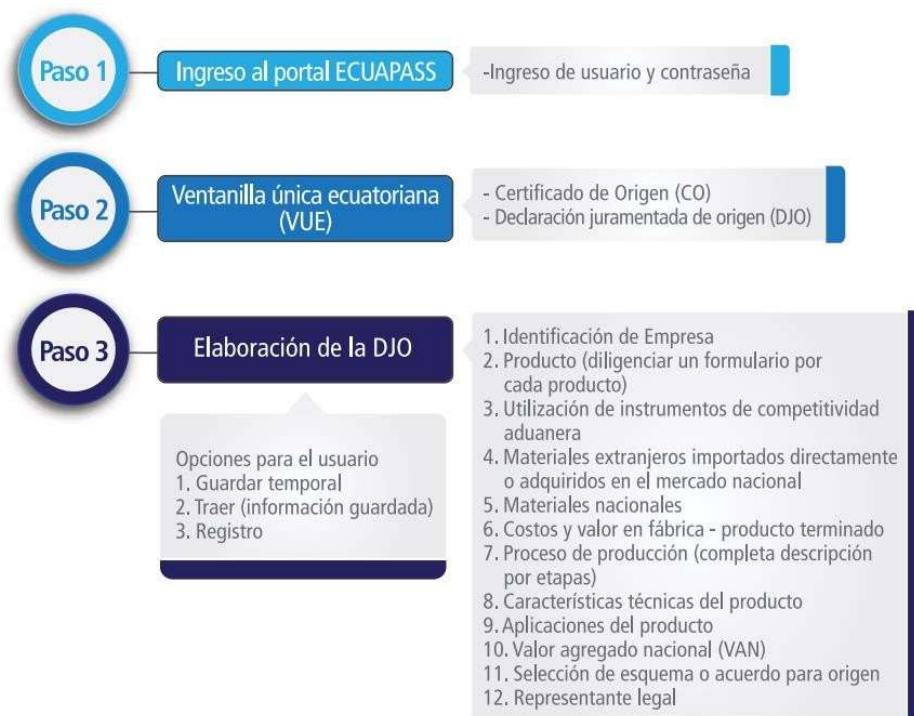 Paso 1
Ingreso al portal ECUAPASS
-Ingreso de usuario y contraseña
Paso 2
Ventanilla única ecuatoriana
(VUE)
- Certificado de Origen (CO)
- Declaración juramentada de origen (DJO)
Paso 3
Elaboración de la DJO
Opciones para el usuario
1. Guardar temporal
2. Traer (información guardada)
3. Registro
1. Identificación de Empresa
2. Producto (diligenciar un formulario por
cada producto)
3. Utilización de instrumentos de competitividad
aduanera
4. Materiales extranjeros importados directamente
o adquiridos en el mercado nacional
5. Materiales nacionales
6. Costos y valor en fábrica - producto terminado
7. Proceso de producción (completa descripción
por etapas)
8. Características técnicas del producto
9. Aplicaciones del producto
10. Valor agregado nacional (VAN)
11. Selección de esquema o acuerdo para origen
12. Representante legal